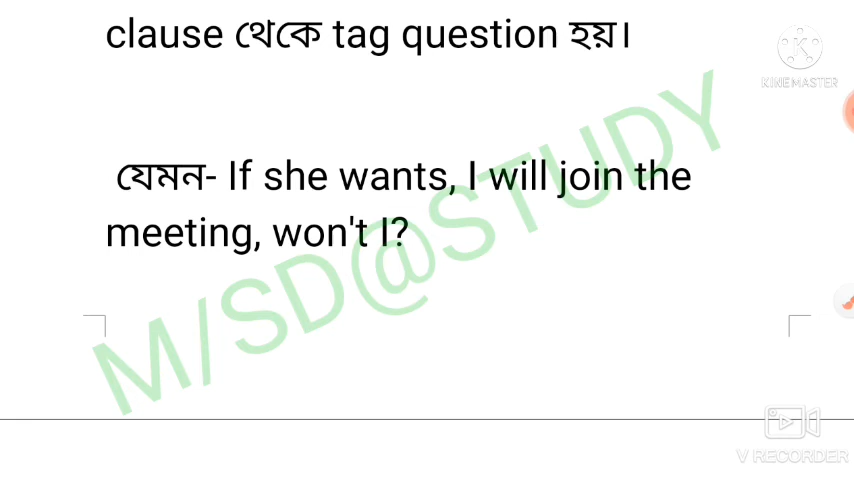 clause থেকে tag question হয়।
KINEMASTER
যেমন- If she wants, I will join the
meeting, won't I?
M/SD@STUDY
V RECORDER